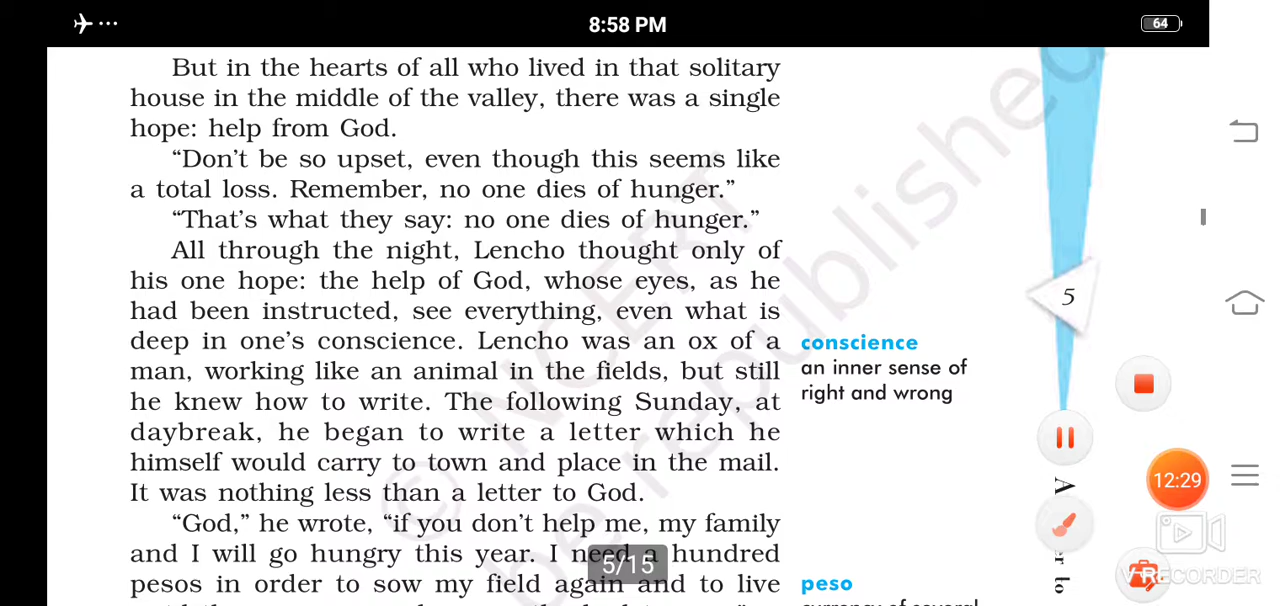 8:58 PM
64
But in the hearts of all who lived in that solitary
house in the middle of the valley, there was a single
hope: help from God.
“Don't be so upset, even though this seems like
a total loss. Remember, no one dies of hunger.”
“That's what they say: no one dies of hunger.”
All through the night, Lencho thought only of
his one hope: the help of God, whose eyes, as he
had been instructed, see everything, even what is
deep in one's conscience. Lencho was an ox of a
man, working like an animal in the fields, but still
he knew how to write. The following Sunday, at
daybreak, he began to write a letter which he
himself would carry to town and place in the mail.
It was nothing less than a letter to God.
“God,” he wrote, “if you don't help me, my family
and I will go hungry this year. I need a hundred
pesos in order to sow my field again and to live
conscience
an inner sense of
right and wrong
peso
currency of several
5
A
er to
5/15
12:29
V RECORDER
© NCERT
be republished